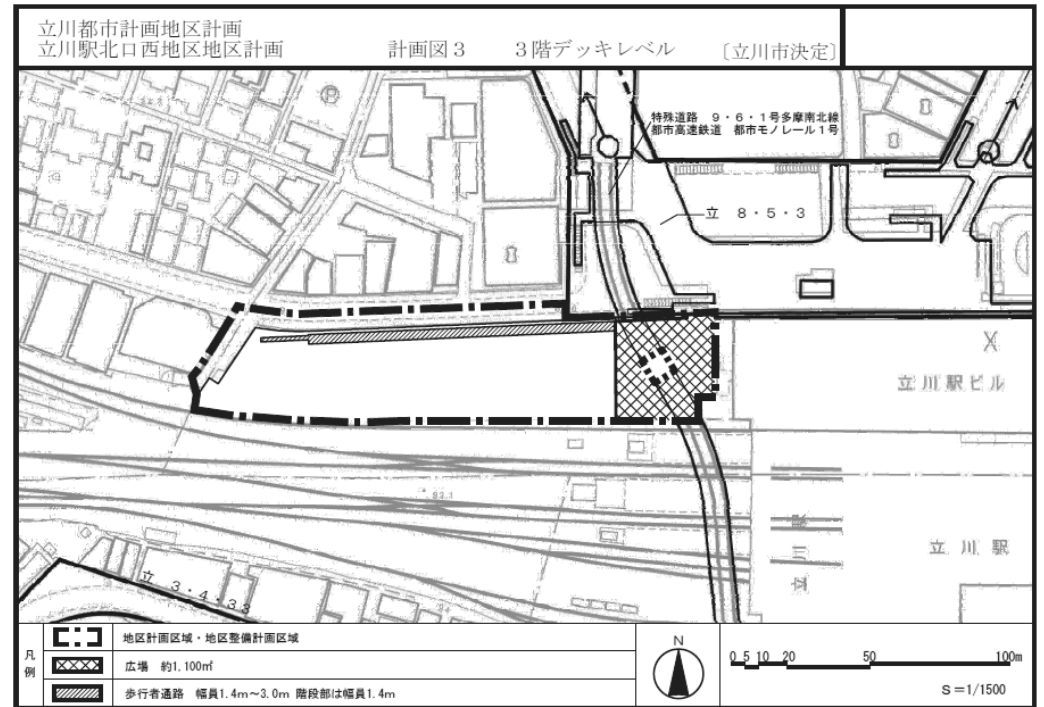 立川都市計画地区計画
立川駅北口西地区地区計画
計画図3 3階デッキレベル 〔立川市決定〕
特殊道路 9・6・1号多摩南北線
都市高速鉄道 都市モノレール1号
立 8・5・3
立川駅ビル
立川駅
立川駅
立 3・4・33
凡例
地区計画区域・地区整備計画区域
広場 約1,100㎡
歩行者通路 幅員1.4m～3.0m 階段部は幅員1.4m
N
0 5 10 20 50 100m
S=1/1500